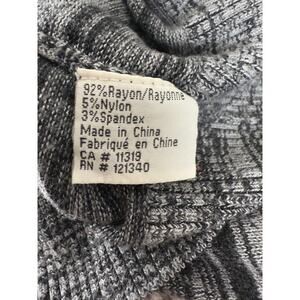 92%Rayon/Rayonne
5%Nylon
3%Spandex
Made in China
Fabriqué en Chine
CA # 11319
RN # 121340